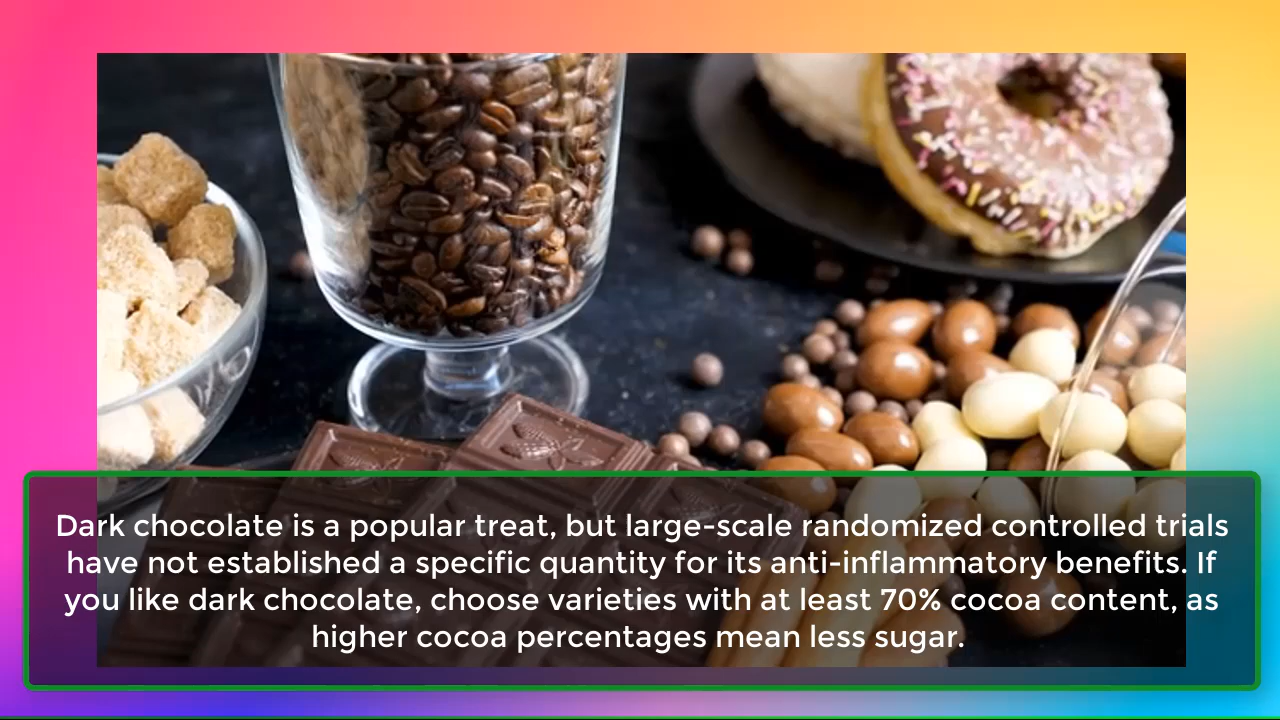 Dark chocolate is a popular treat, but large-scale randomized controlled trials
have not established a specific quantity for its anti-inflammatory benefits. If
you like dark chocolate, choose varieties with at least 70% cocoa content, as
higher cocoa percentages mean less sugar.